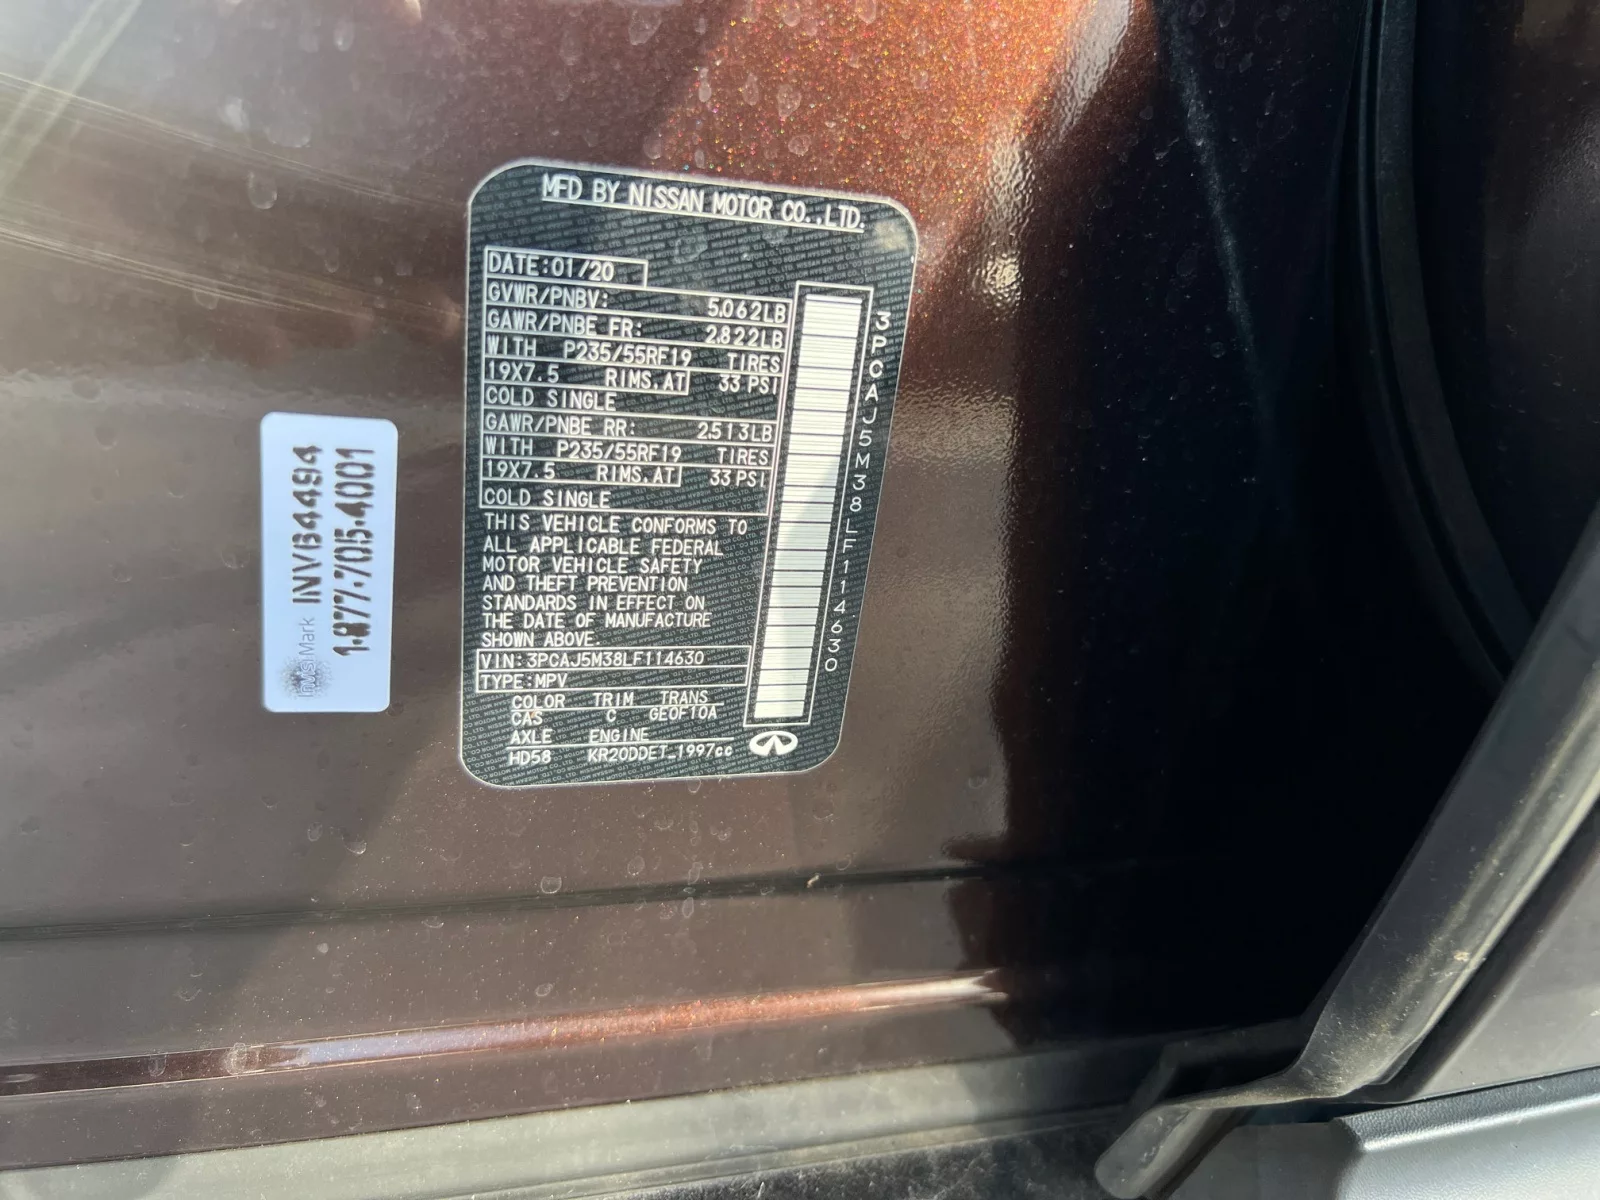 MFD BY NISSAN MOTOR CO.,LTD.
DATE:01/20
GVWR/PNBV: 5,062LB
GAWR/PNBE FR: 2,822LB
WITH P235/55RF19 TIRES
19X7.5 RIMS,AT 33 PSI
COLD SINGLE
GAWR/PNBE RR: 2,513LB
WITH P235/55RF19 TIRES
19X7.5 RIMS,AT 33 PSI
COLD SINGLE
THIS VEHICLE CONFORMS TO
ALL APPLICABLE FEDERAL
MOTOR VEHICLE SAFETY
AND THEFT PREVENTION
STANDARDS IN EFFECT ON
THE DATE OF MANUFACTURE
SHOWN ABOVE.
VIN:3PCAJ5M38LF114630
TYPE:MPV
COLOR TRIM TRANS
CAS C GE0F10A
AXLE ENGINE
HD58 KR20DDET_1997cc
3PCAJ5M38LF114630
InvisiMark INV64494
1-877-705-4001